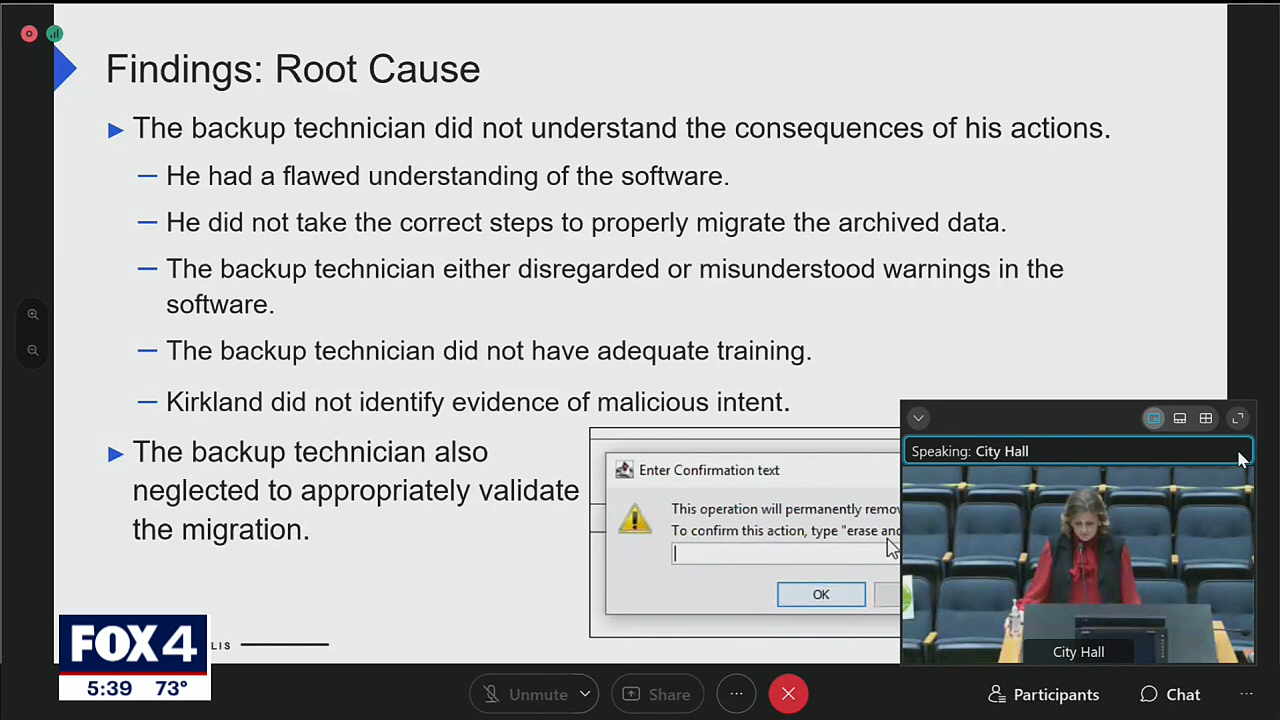 Findings: Root Cause
The backup technician did not understand the consequences of his actions.
— He had a flawed understanding of the software.
— He did not take the correct steps to properly migrate the archived data.
— The backup technician either disregarded or misunderstood warnings in the
software.
— The backup technician did not have adequate training.
— Kirkland did not identify evidence of malicious intent.
The backup technician also
neglected to appropriately validate
the migration.
Enter Confirmation text
This operation will permanently remov
To confirm this action, type "erase and
OK
Speaking: City Hall
City Hall
LIS
FOX 4
5:39 73°
Unmute
Share
Participants
Chat